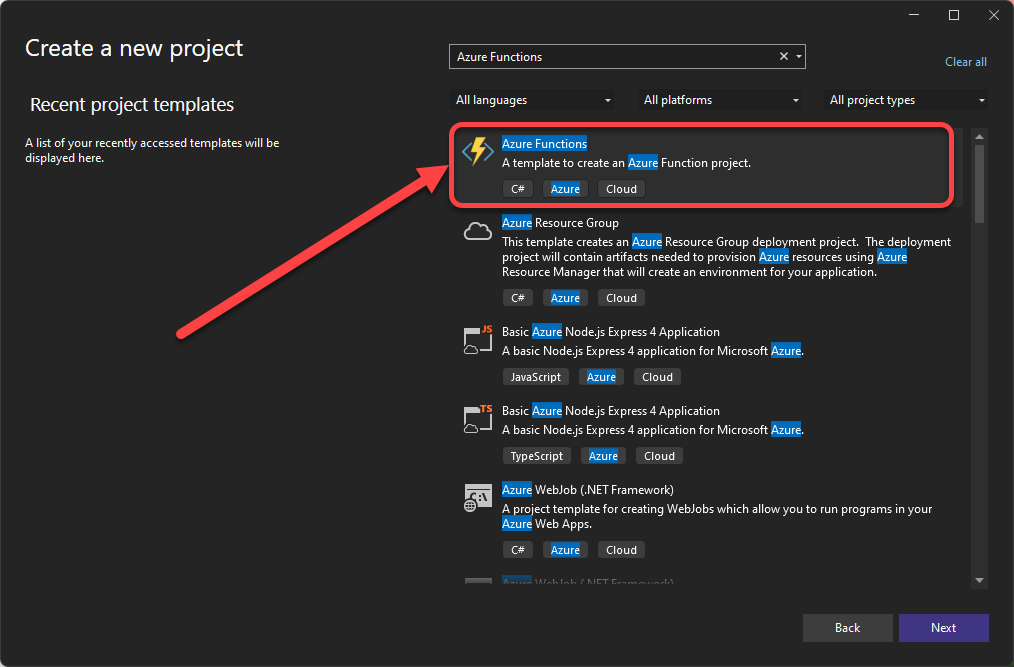 Create a new project
Recent project templates
A list of your recently accessed templates will be
displayed here.
Azure Functions
Clear all
All languages
All platforms
All project types
Azure Functions
A template to create an Azure Function project.
C#
Azure
Cloud
Azure Resource Group
This template creates an Azure Resource Group deployment project.  The deployment
project will contain artifacts needed to provision Azure resources using Azure
Resource Manager that will create an environment for your application.
C#
Azure
Cloud
JS
Basic Azure Node.js Express 4 Application
A basic Node.js Express 4 application for Microsoft Azure.
JavaScript
Azure
Cloud
TS
Basic Azure Node.js Express 4 Application
A basic Node.js Express 4 application for Microsoft Azure.
TypeScript
Azure
Cloud
C:\
Azure WebJob (.NET Framework)
A project template for creating WebJobs which allow you to run programs in your
Azure Web Apps.
C#
Azure
Cloud
Azure WebJob (.NET Framework)
Back
Next